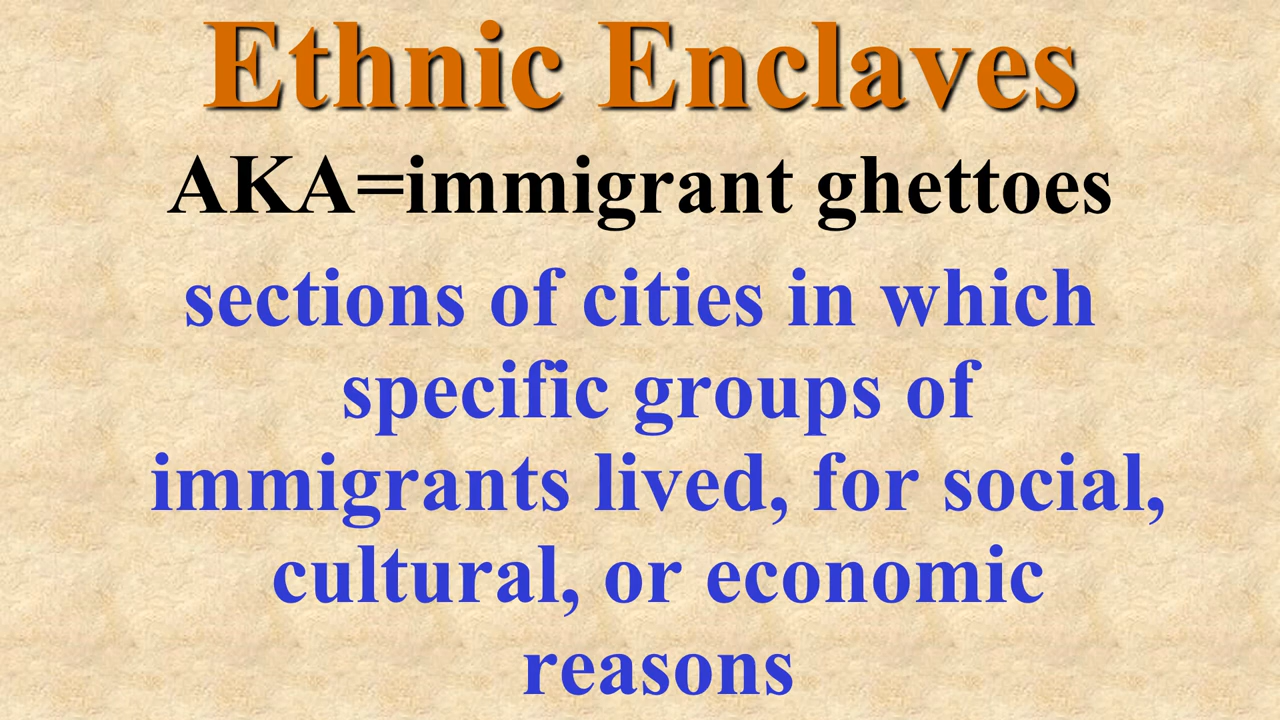 Ethnic Enclaves
AKA=immigrant ghettoes
sections of cities in which
specific groups of
immigrants lived, for social,
cultural, or economic
reasons